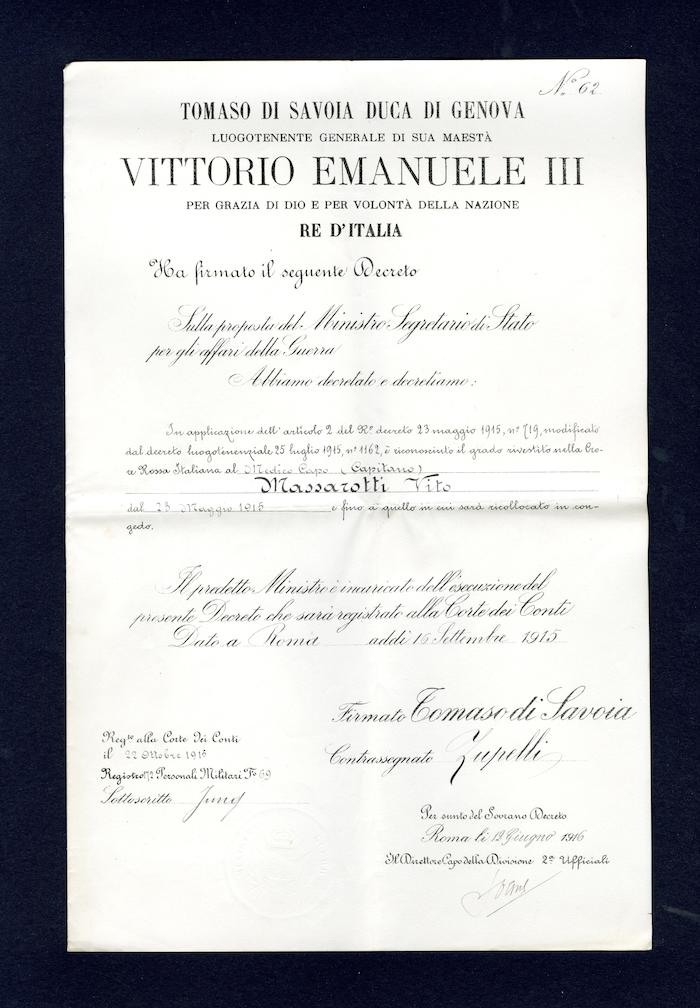 N.º 62
TOMASO DI SAVOIA DUCA DI GENOVA
LUOGOTENENTE GENERALE DI SUA MAESTÀ
VITTORIO EMANUELE III
PER GRAZIA DI DIO E PER VOLONTÀ DELLA NAZIONE
RE D'ITALIA
Ha firmato il seguente Decreto
Sulla proposta del Ministro Segretario di Stato
per gli affari della Guerra
Abbiamo decretato e decretiamo:
In applicazione dell'articolo 2 del R.º decreto 23 maggio 1915, nº 719, modificato
dal decreto luogotenenziale 25 luglio 1915, nº 1162, è riconosciuto il grado rivestito nella Cro-
ce Rossa Italiana al Medico Capo (Capitano)
Massarotti Vito
dal 23 Maggio 1915 e fino a quello in cui sarà ricollocato in con-
gedo.
Il predetto Ministro è incaricato dell'esecuzione del
presente Decreto che sarà registrato alla Corte dei Conti
Dato a Roma addì 16 Settembre 1915
Firmato Tomaso di Savoia
Contrassegnato Zupelli
Reg.to alla Corte dei Conti
il 22 Ottobre 1915
Registro 172 Personali Militari Fº 69
Sottoscritto
Per sunto del Sovrano Decreto
Roma li 12 Giugno 1916
Il Direttore Capo della Divisione 2ª Ufficiali